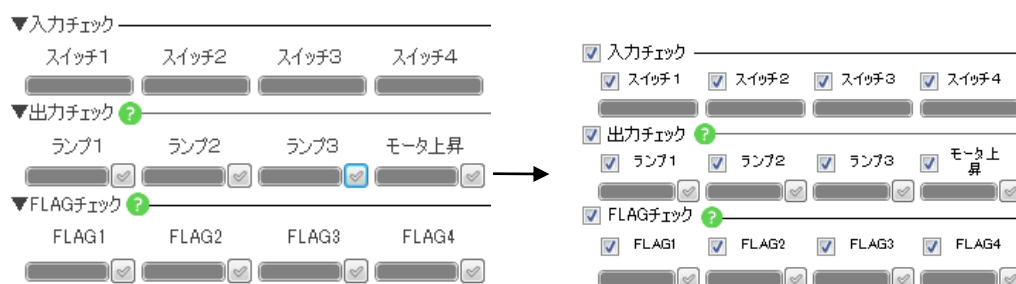 ▼入力チェック
スイッチ1 スイッチ2 スイッチ3 スイッチ4
▼出力チェック ?
ランプ1 ランプ2 ランプ3 モータ上昇
▼FLAGチェック ?
FLAG1 FLAG2 FLAG3 FLAG4
入力チェック
スイッチ1 スイッチ2 スイッチ3 スイッチ4
出力チェック ?
ランプ1 ランプ2 ランプ3 モータ上
昇
FLAGチェック ?
FLAG1 FLAG2 FLAG3 FLAG4